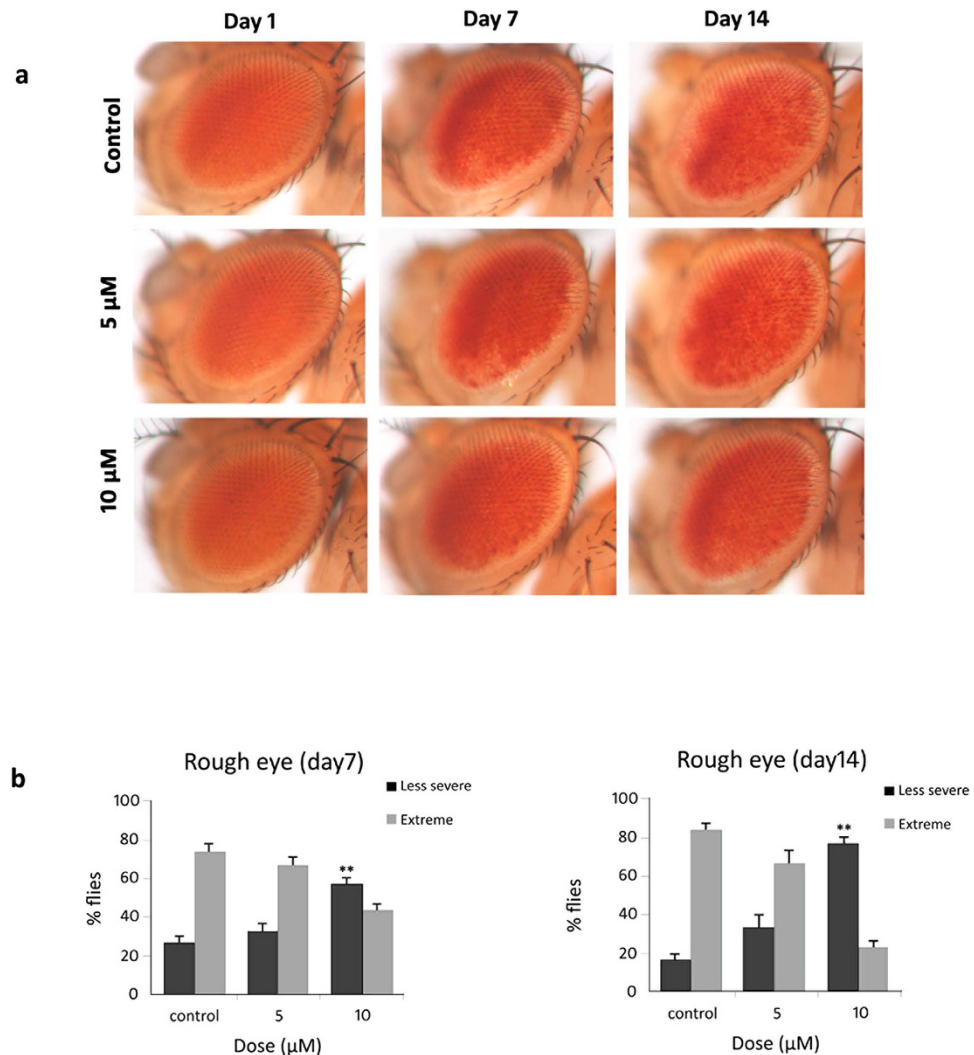 Day 1 Day 7 Day 14
a
Control
5 µM
10 µM
b
Rough eye (day7)
Less severe
Extreme
% flies
100
80
60
40
20
0
**
control 5 10
Dose (µM)
Rough eye (day14)
Less severe
Extreme
% flies
100
80
60
40
20
0
**
control 5 10
Dose (µM)